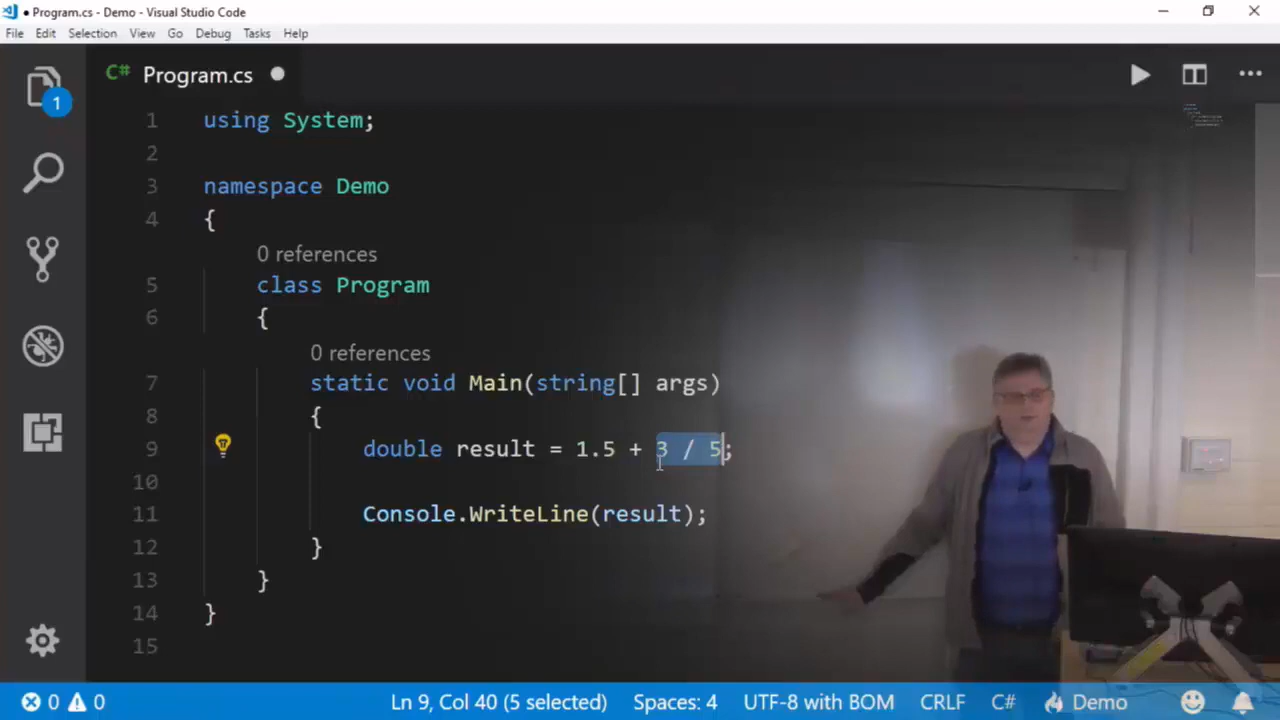 ● Program.cs - Demo - Visual Studio Code
File Edit Selection View Go Debug Tasks Help
1
C# Program.cs
1 using System;
2
3 namespace Demo
4 {
0 references
5 class Program
6 {
0 references
7 static void Main(string[] args)
8 {
9 double result = 1.5 + 3 / 5;
10
11 Console.WriteLine(result);
12 }
13 }
14 }
15
0 0 Ln 9, Col 40 (5 selected) Spaces: 4 UTF-8 with BOM CRLF C# Demo